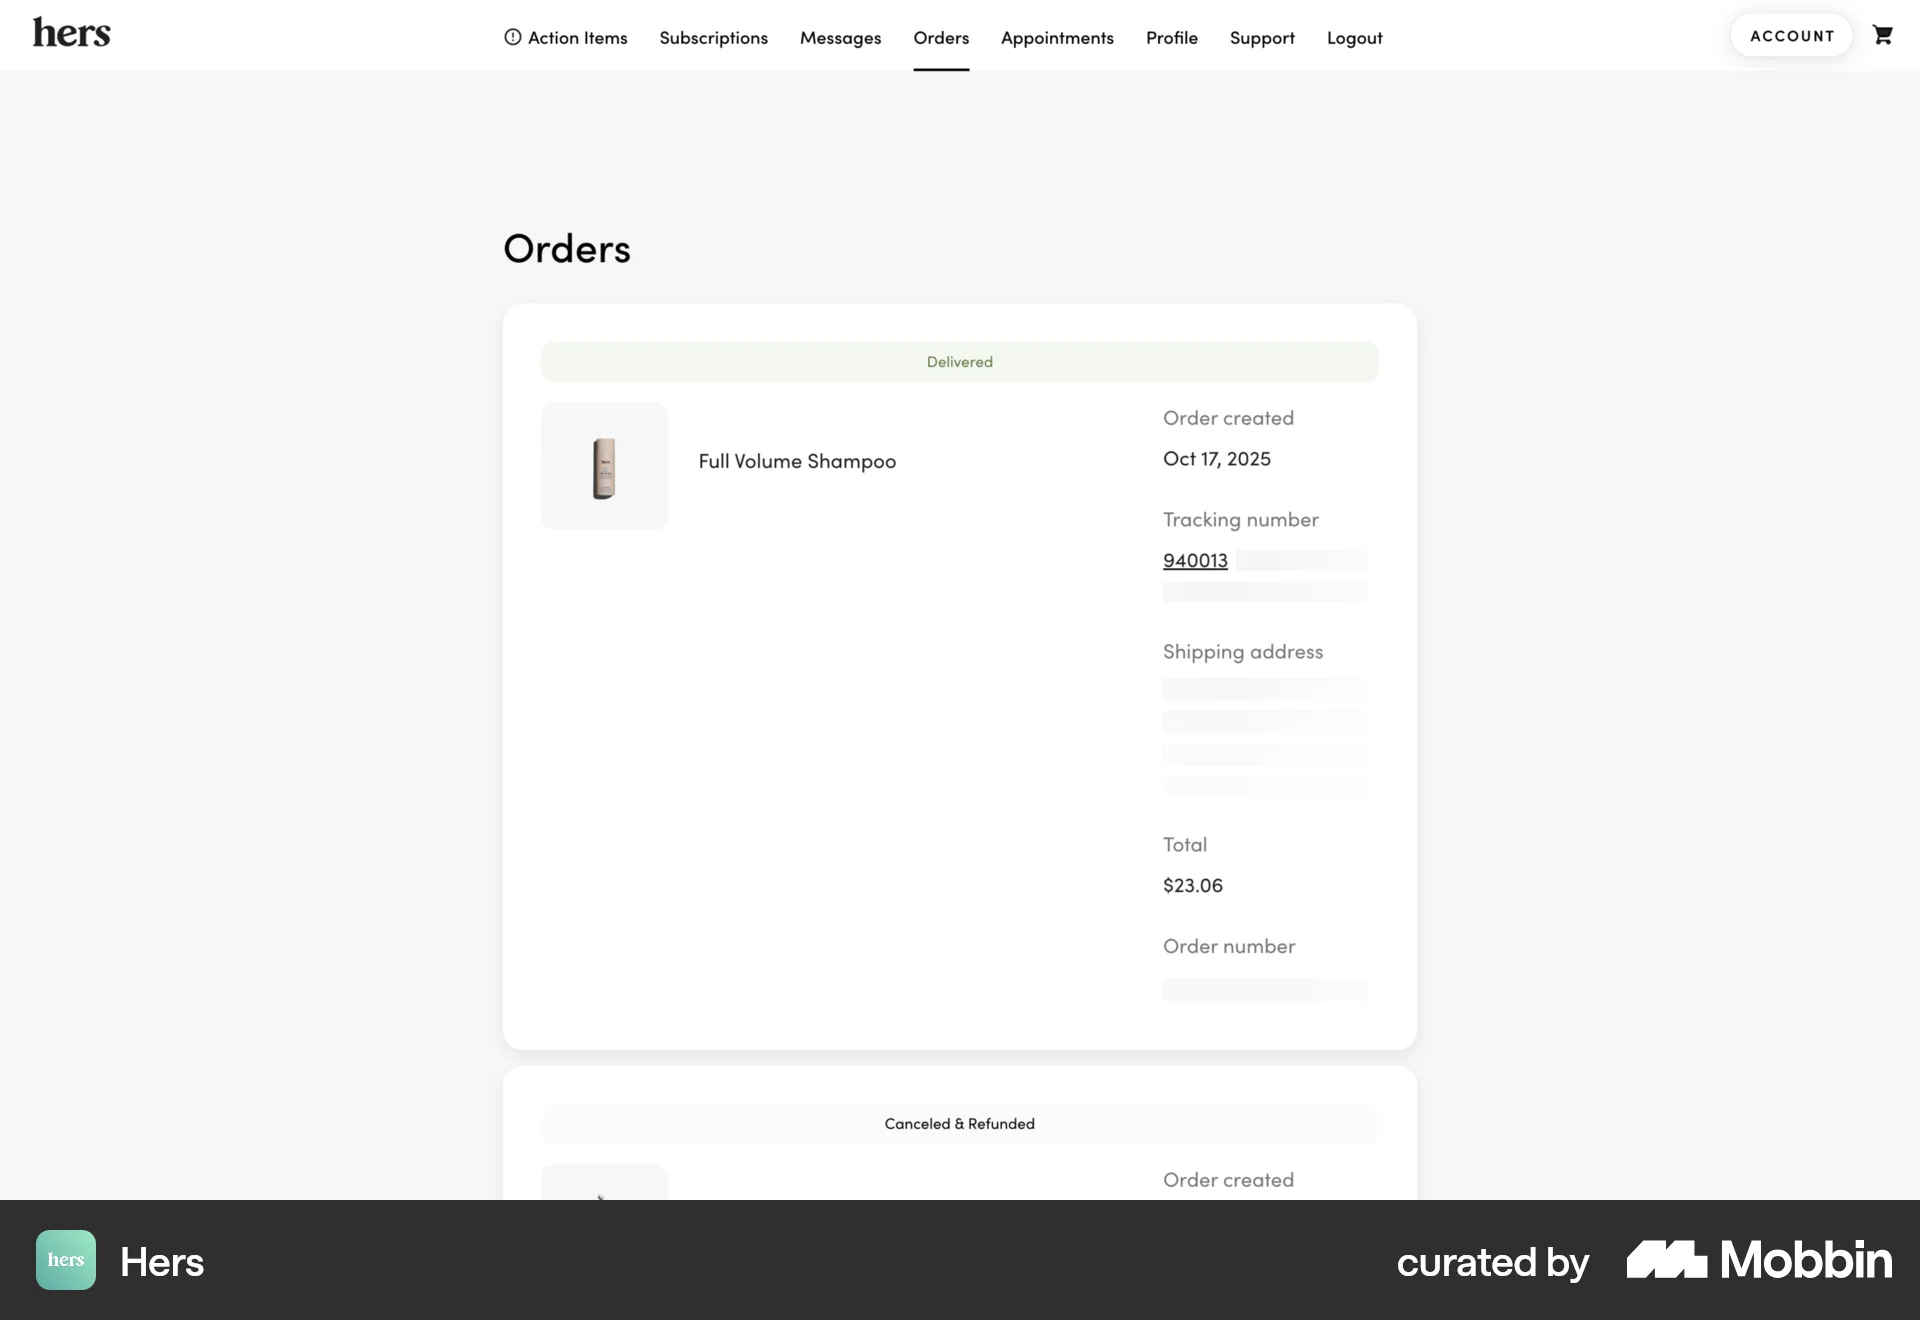 hers
Action Items
Subscriptions
Messages
Orders
Appointments
Profile
Support
Logout
ACCOUNT
Orders
Delivered
Full Volume Shampoo
Order created
Oct 17, 2025
Tracking number
940013
Shipping address
Total
$23.06
Order number
Canceled & Refunded
Order created
hers
Hers
curated by
Mobbin